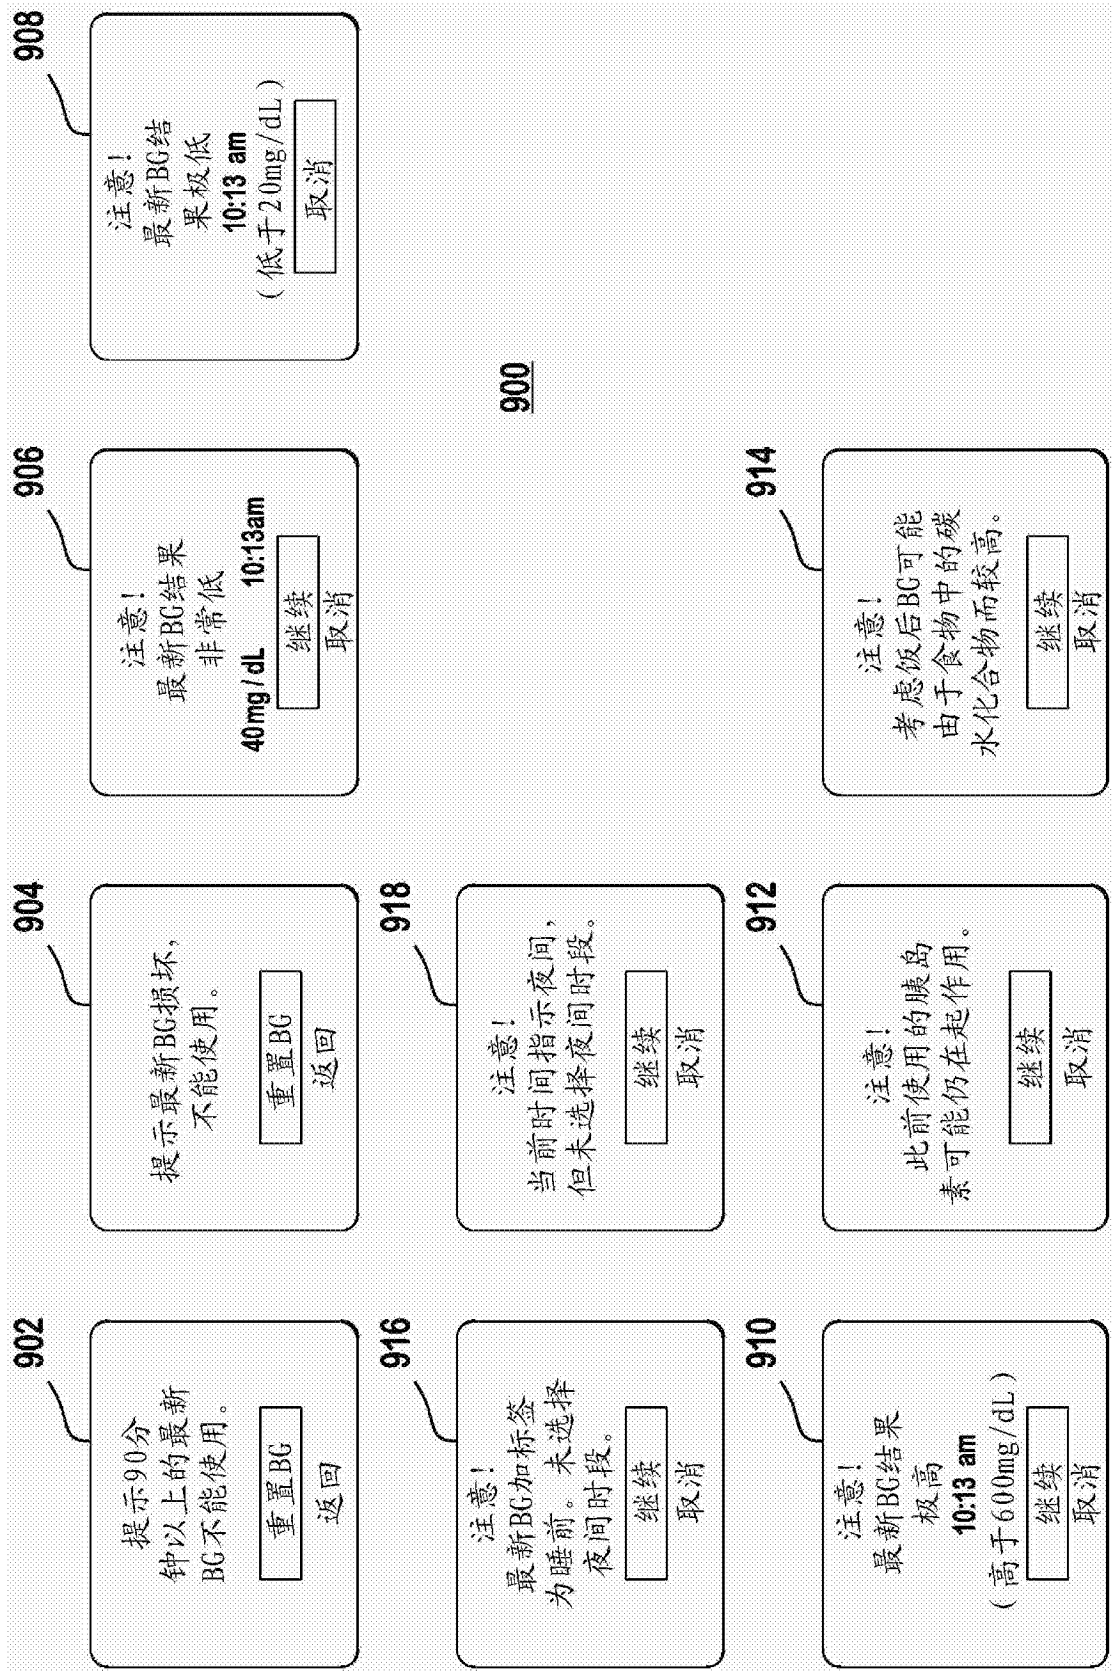 902
提示90分
钟以上的最新
BG不能使用。
重置BG
返回
904
提示最新BG损坏,
不能使用。
重置BG
返回
906
注意!
最新BG结果
非常低
40mg/dL 10:13am
继续
取消
908
注意!
最新BG结
果极低
10:13 am
(低于20mg/dL)
取消
916
注意!
最新BG加标签
为睡前。未选择
夜间时段。
继续
取消
918
注意!
当前时间指示夜间,
但未选择夜间时段。
继续
取消
900
910
注意!
最新BG结果
极高
10:13 am
(高于600mg/dL)
继续
取消
912
注意!
此前使用的胰岛
素可能仍在起作用。
继续
取消
914
注意!
考虑饭后BG可能
由于食物中的碳
水化合物而较高。
继续
取消